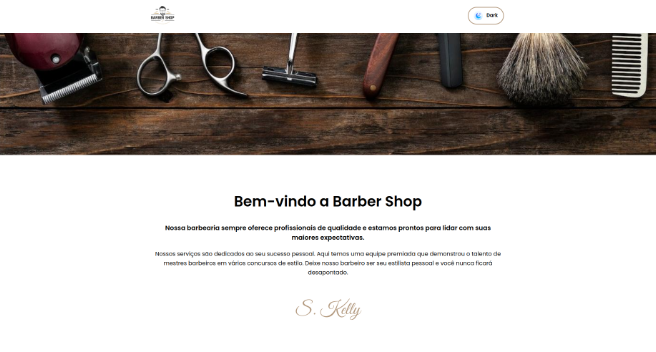 BARBER SHOP
Dark
Bem-vindo a Barber Shop
Nossa barbearia sempre oferece profissionais de qualidade e estamos prontos para lidar com suas
maiores expectativas.
Nossos serviços são dedicados ao seu sucesso pessoal. Aqui temos uma equipe premiada que demonstrou o talento de
mestres barbeiros em vários concursos de estilo. Deixe nosso barbeiro ser seu estilista pessoal e você nunca ficará
desapontado.
S. Kelly